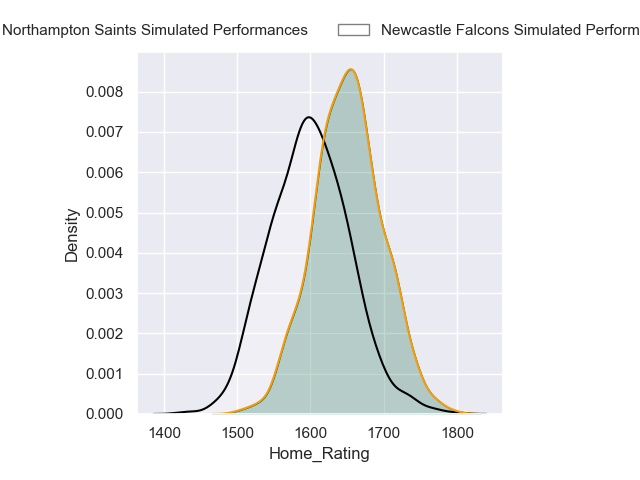 Northampton Saints Simulated Performances Newcastle Falcons Simulated Perform
0.008
0.007
0.006
0.005
0.004
0.003
0.002
0.001
0.000
Density
1400 1500 1600 1700 1800
Home_Rating